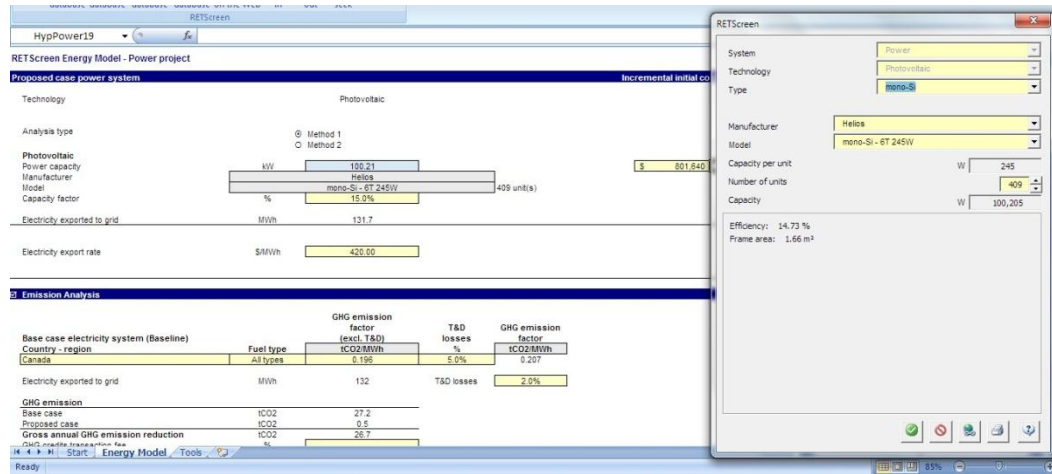 RETScreen
HypPower19
fx
RETScreen Energy Model - Power project
Proposed case power system
Incremental initial co
Technology
Photovoltaic
Analysis type
Method 1
Method 2
Photovoltaic
Power capacity kW 100.21 $ 801,640
Manufacturer Helios
Model mono-Si - 6T 245W 409 unit(s)
Capacity factor % 15.0%
Electricity exported to grid MWh 131.7
Electricity export rate $/MWh 420.00
Emission Analysis
GHG emission
factor T&D GHG emission
Base case electricity system (Baseline) (excl. T&D) losses factor
Country - region Fuel type tCO2/MWh % tCO2/MWh
Canada All types 0.196 5.0% 0.207
Electricity exported to grid MWh 132 T&D losses 2.0%
GHG emission
Base case tCO2 27.2
Proposed case tCO2 0.5
Gross annual GHG emission reduction tCO2 26.7
GHG credits transaction fee %
Start Energy Model Tools
Ready
85%
RETScreen
System Power
Technology Photovoltaic
Type mono-Si
Manufacturer Helios
Model mono-Si - 6T 245W
Capacity per unit W 245
Number of units 409
Capacity W 100,205
Efficiency: 14.73 %
Frame area: 1.66 m²